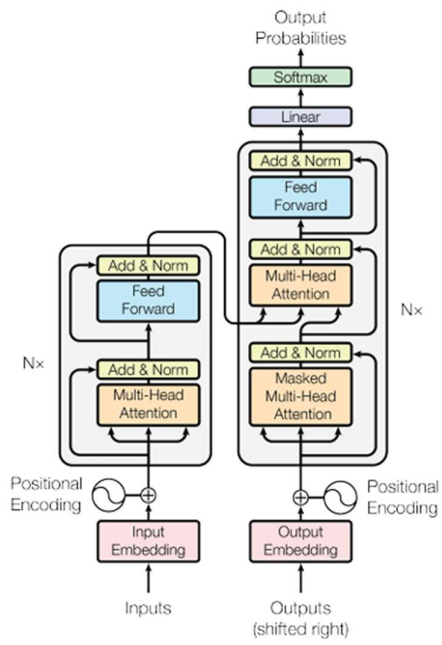 Output
Probabilities
Softmax
Linear
Add & Norm
Feed
Forward
Add & Norm
Multi-Head
Attention
Add & Norm
Masked
Multi-Head
Attention
Nx
Add & Norm
Feed
Forward
Add & Norm
Multi-Head
Attention
Nx
Positional
Encoding
Positional
Encoding
Input
Embedding
Output
Embedding
Inputs
Outputs
(shifted right)